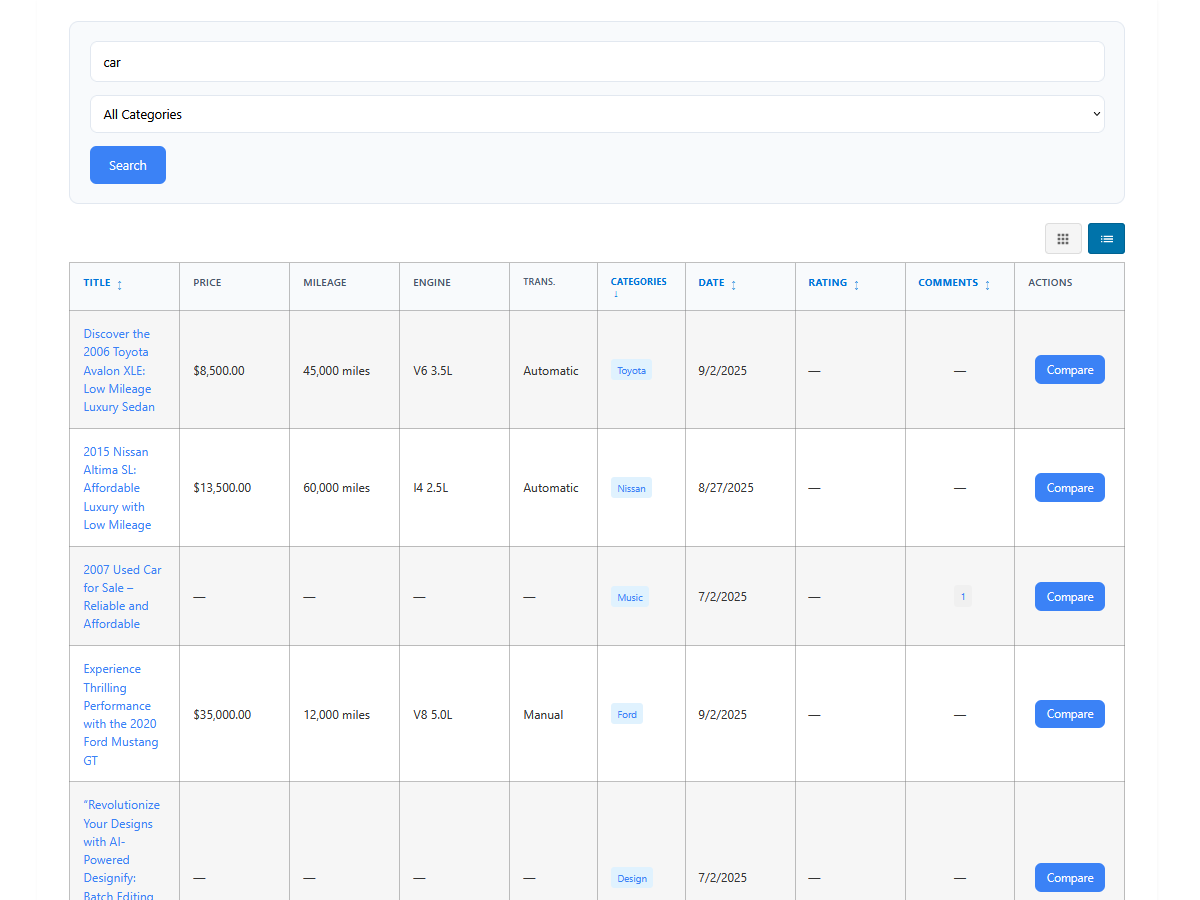 car
All Categories
Search
TITLE ↕ PRICE MILEAGE ENGINE TRANS. CATEGORIES ↓ DATE ↕ RATING ↕ COMMENTS ↕ ACTIONS
Discover the
2006 Toyota
Avalon XLE:
Low Mileage
Luxury Sedan
$8,500.00 45,000 miles V6 3.5L Automatic Toyota 9/2/2025 — — Compare
2015 Nissan
Altima SL:
Affordable
Luxury with
Low Mileage
$13,500.00 60,000 miles I4 2.5L Automatic Nissan 8/27/2025 — — Compare
2007 Used Car
for Sale –
Reliable and
Affordable
— — — — Music 7/2/2025 — 1 Compare
Experience
Thrilling
Performance
with the 2020
Ford Mustang
GT
$35,000.00 12,000 miles V8 5.0L Manual Ford 9/2/2025 — — Compare
“Revolutionize
Your Designs
with AI-
Powered
Designify:
Batch Editing
— — — — Design 7/2/2025 — — Compare